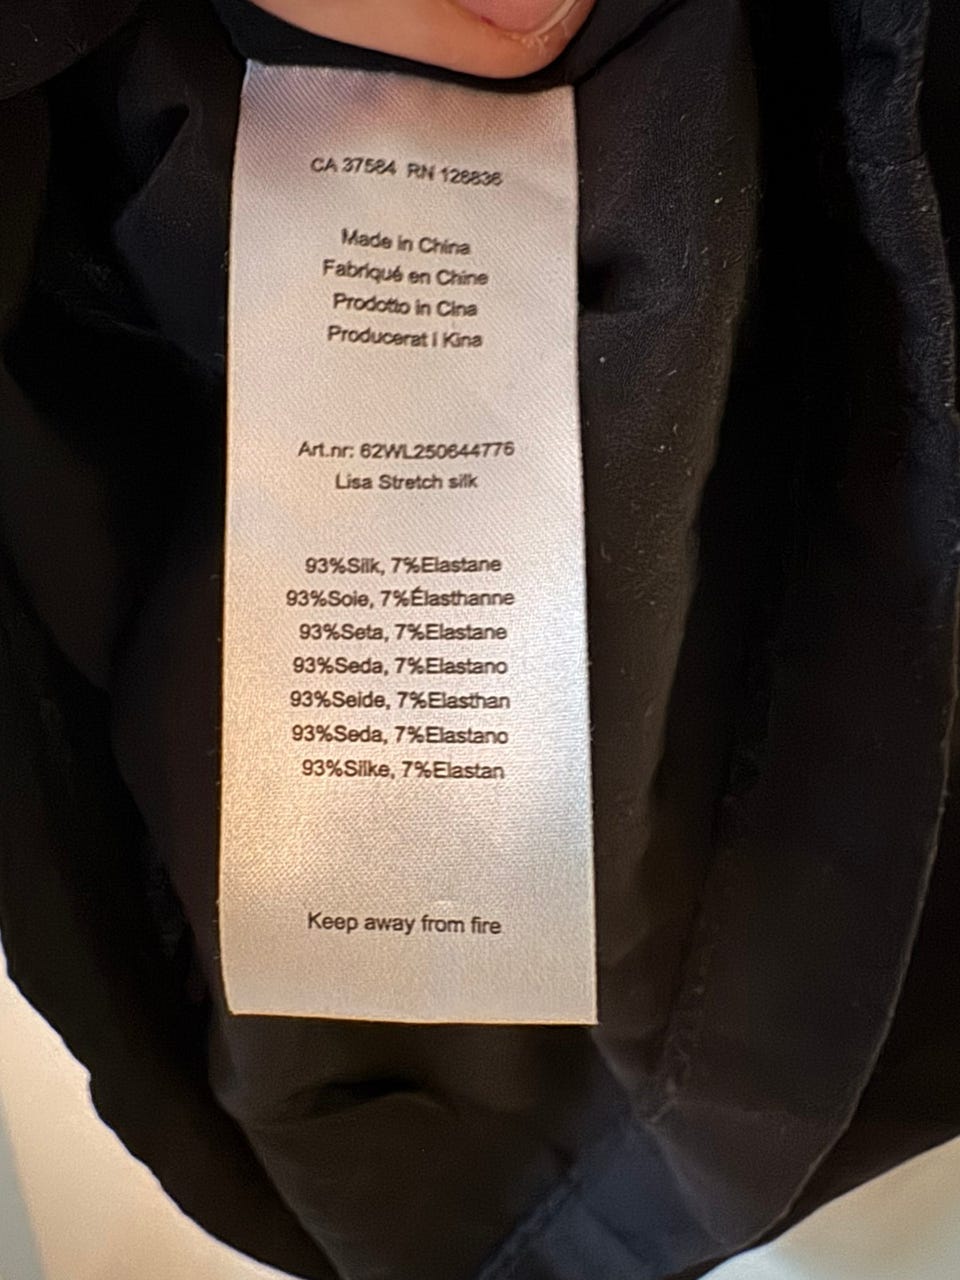 CA 37584 RN 128836
Made in China
Fabriqué en Chine
Prodotto in Cina
Producerat i Kina
Art.nr: 62WL250644776
Lisa Stretch silk
93%Silk, 7%Elastane
93%Soie, 7%Élasthanne
93%Seta, 7%Elastane
93%Seda, 7%Elastano
93%Seide, 7%Elasthan
93%Seda, 7%Elastano
93%Silke, 7%Elastan
Keep away from fire